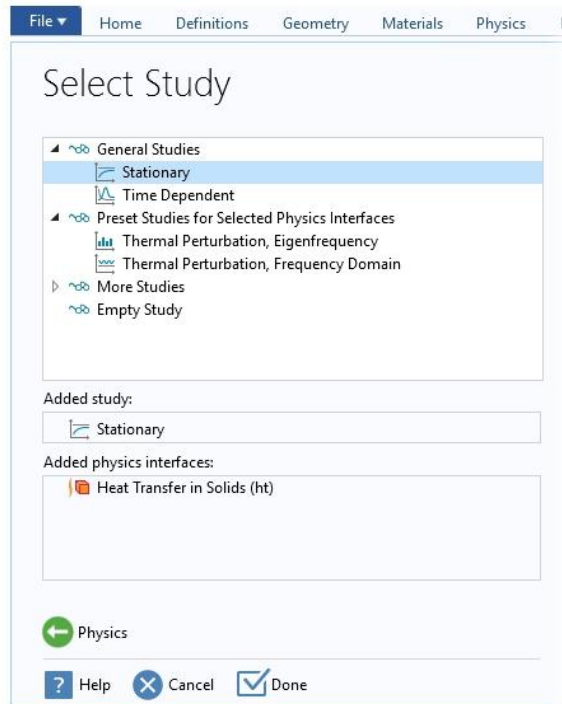 File Home Definitions Geometry Materials Physics
Select Study
General Studies
Stationary
Time Dependent
Preset Studies for Selected Physics Interfaces
Thermal Perturbation, Eigenfrequency
Thermal Perturbation, Frequency Domain
More Studies
Empty Study
Added study:
Stationary
Added physics interfaces:
Heat Transfer in Solids (ht)
Physics
? Help Cancel Done